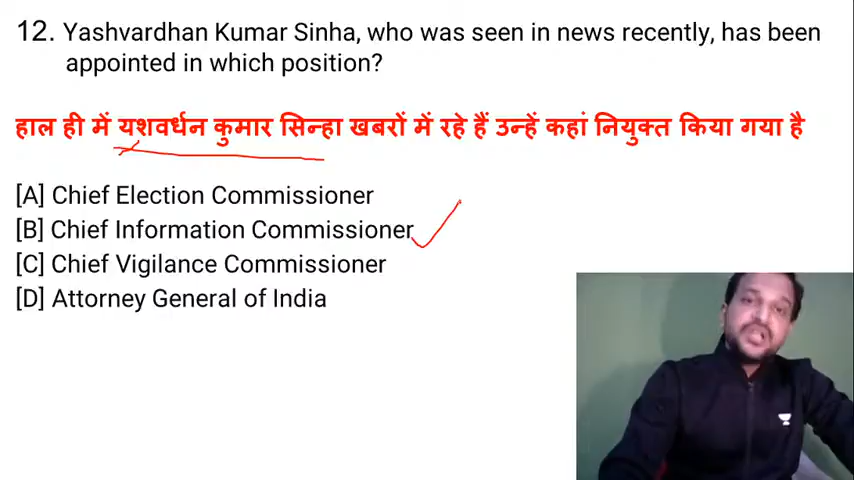 12. Yashvardhan Kumar Sinha, who was seen in news recently, has been
appointed in which position?
हाल ही में यशवर्धन कुमार सिन्हा खबरों में रहे हैं उन्हें कहां नियुक्त किया गया है
[A] Chief Election Commissioner
[B] Chief Information Commissioner
[C] Chief Vigilance Commissioner
[D] Attorney General of India